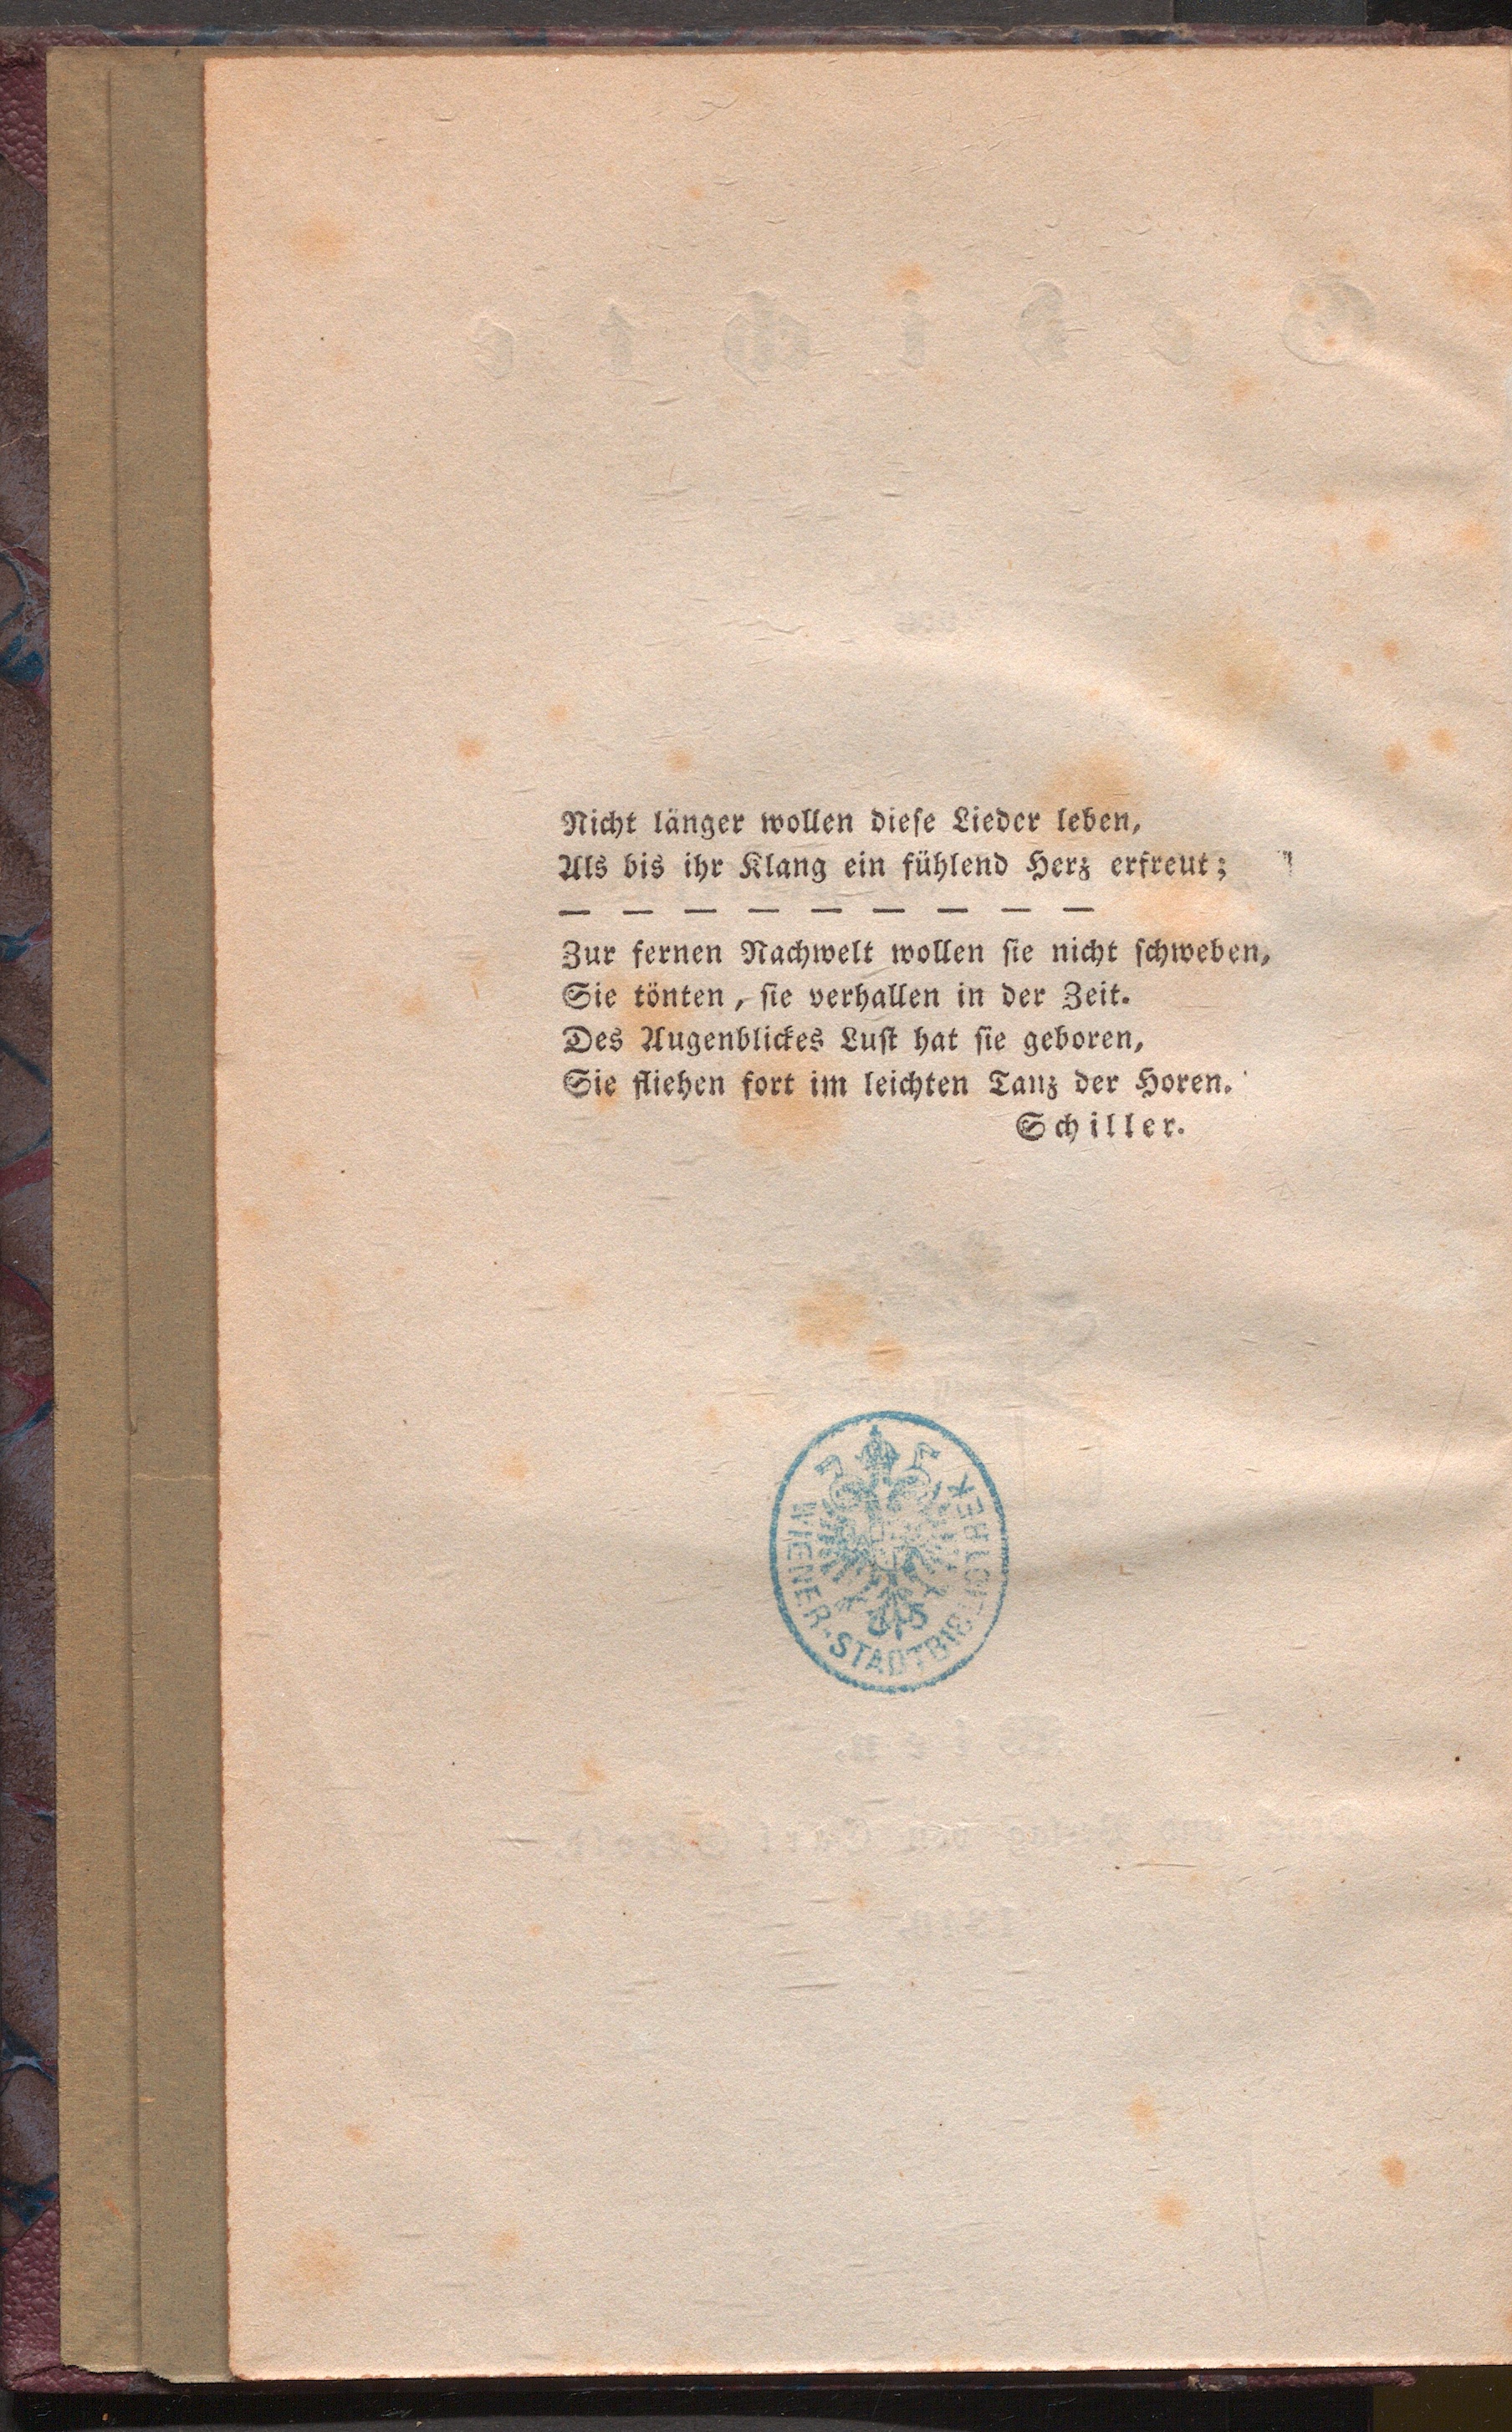 Nicht länger wollen dieſe Lieder leben,
Als bis ihr Klang ein fühlend Herz erfreut;
— — — — — — — — —
Zur fernen Nachwelt wollen ſie nicht ſchweben,
Sie tönten, ſie verhallen in der Zeit.
Des Augenblickes Luſt hat ſie geboren,
Sie fliehen fort im leichten Tanz der Horen.
Schiller.
WIENER-STADTBIBLIOTHEK